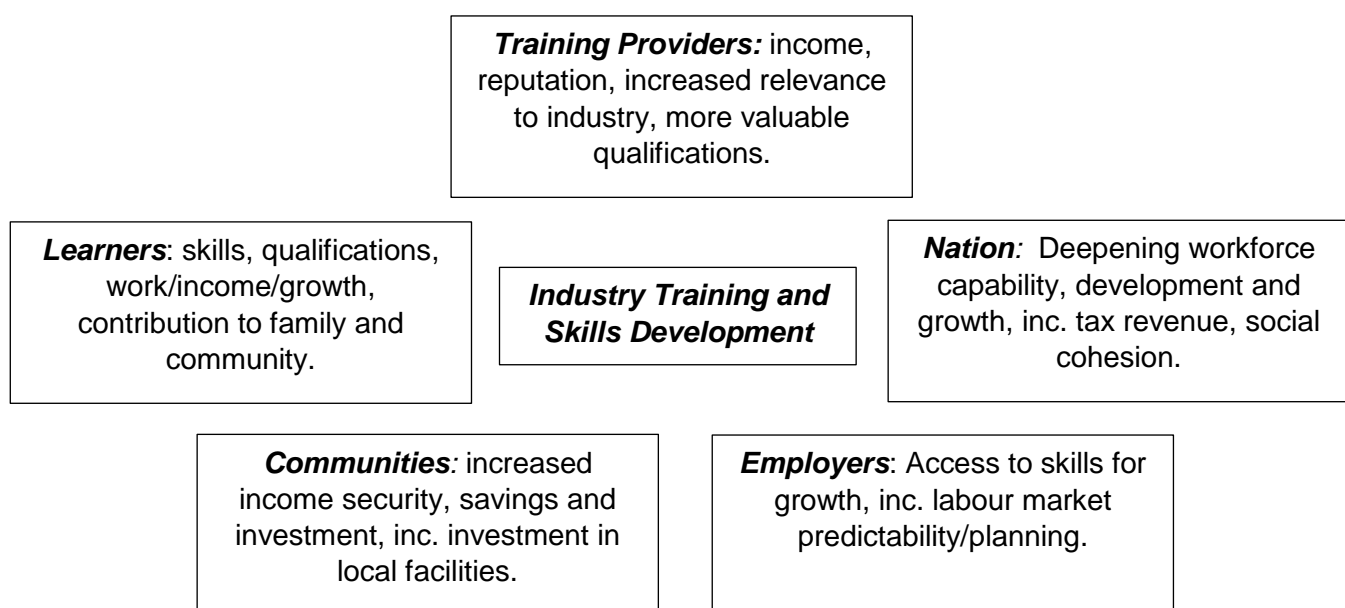 Training Providers: income,
reputation, increased relevance
to industry, more valuable
qualifications.
Learners: skills, qualifications,
work/income/growth,
contribution to family and
community.
Industry Training and
Skills Development
Nation: Deepening workforce
capability, development and
growth, inc. tax revenue, social
cohesion.
Communities: increased
income security, savings and
investment, inc. investment in
local facilities.
Employers: Access to skills for
growth, inc. labour market
predictability/planning.